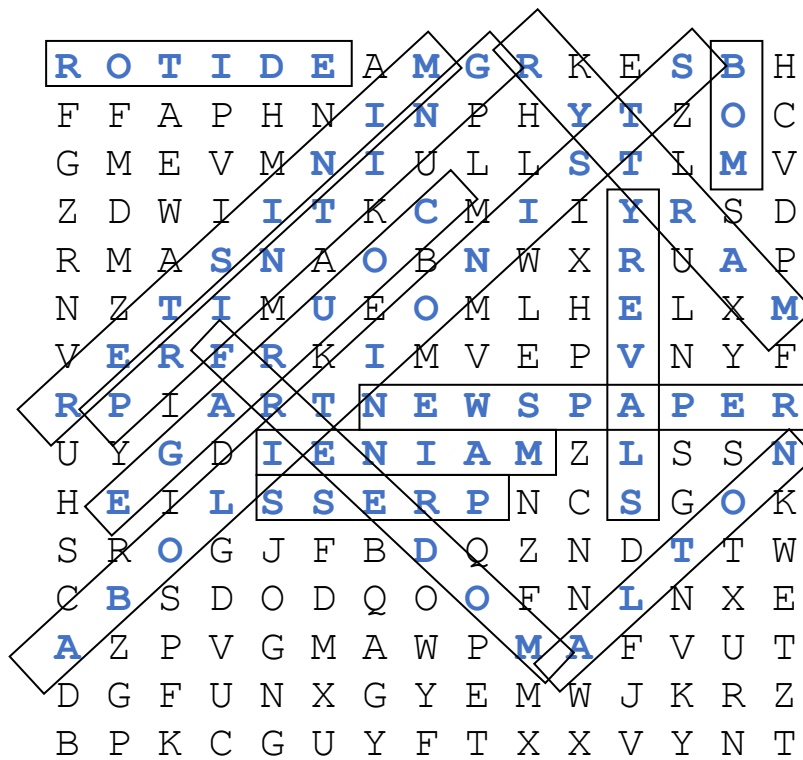 R O T I D E A M G R K E S B H
F F A P H N I N P H Y T Z O C
G M E V M N I U L L S T L M V
Z D W I I T K C M I I Y R S D
R M A S N A O B N W X R U A P
N Z T I M U E O M L H E L X M
V E R F R K I M V E P V N Y F
R P I A R T N E W S P A P E R
U Y G D I E N I A M Z L S S N
H E I L S S E R P N C S G O K
S R O G J F B D Q Z N D T T W
C B S D O D Q O O F N L N X E
A Z P V G M A W P M A F V U T
D G F U N X G Y E M W J K R Z
B P K C G U Y F T X X V Y N T